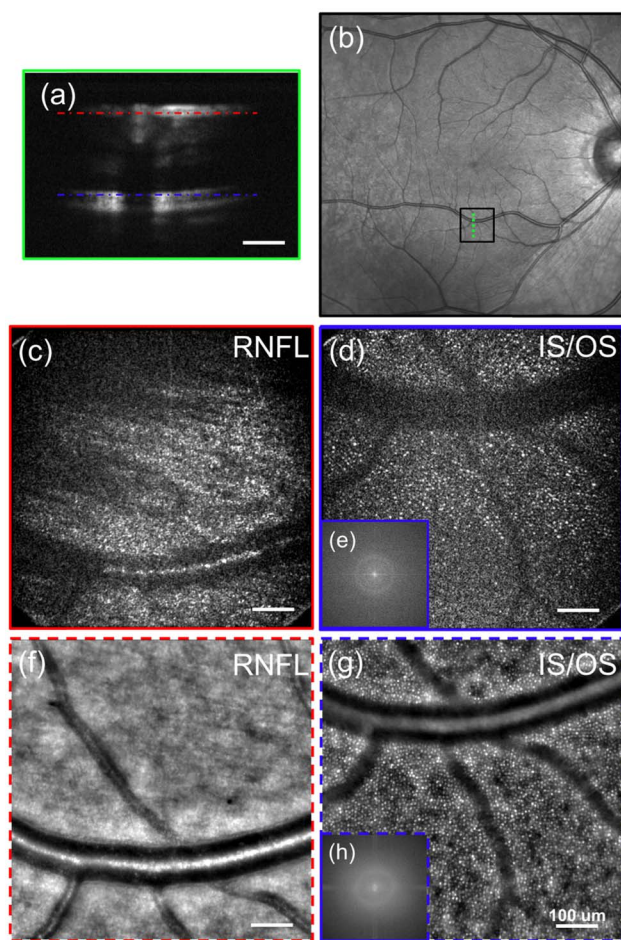 (a)
(b)
(c)
RNFL
(d)
IS/OS
(e)
(f)
RNFL
(g)
IS/OS
(h)
100 um